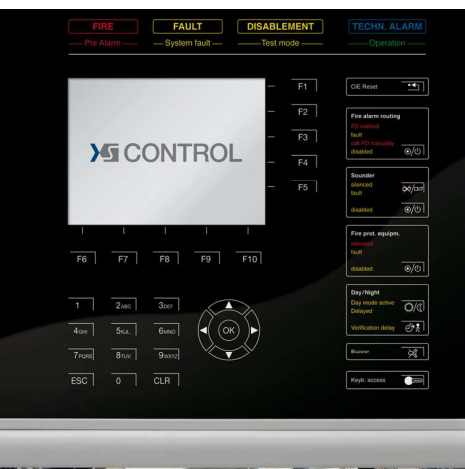 FIRE
FAULT
DISABLEMENT
TECHN. ALARM
Pre Alarm
System fault
Test mode
Operation
F1
F2
F3
F4
F5
CONTROL
F6
F7
F8
F9
F10
1
2ABC
3DEF
4GHI
5KJL
6MNO
7PQRS
8TUV
9WXYZ
ESC
0
CLR
OK
CIE Reset
Fire alarm routing
FD notified
fault
call FD manually
disabled
Sounder
silenced
fault
disabled
Fire prot. equipm.
released
fault
disabled
Day/Night
Day mode active
Delayed
Verification delay
Buzzer
Keyb. access